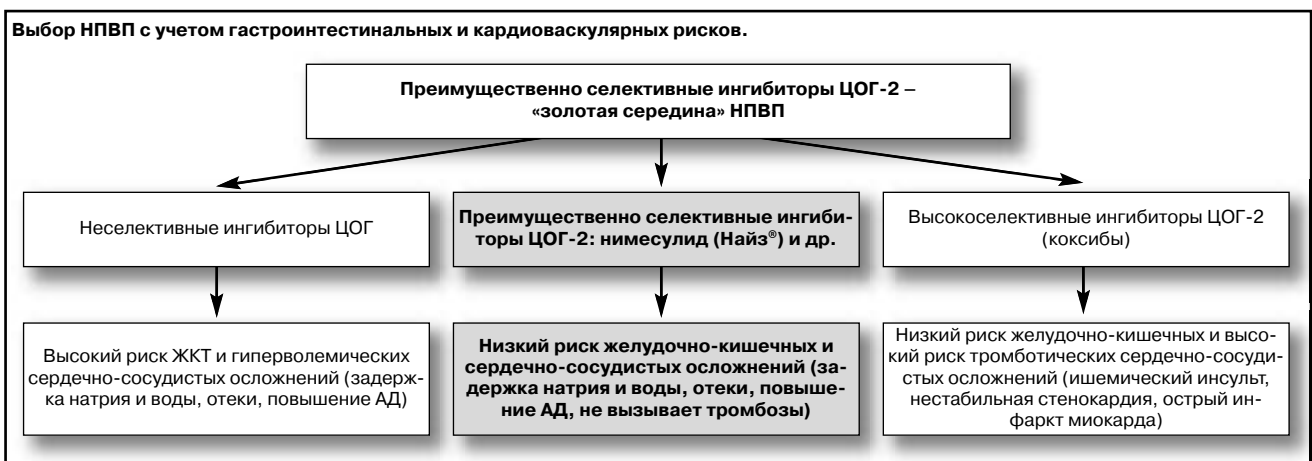 Выбор НПВП с учетом гастроинтестинальных и кардиоваскулярных рисков.
Преимущественно селективные ингибиторы ЦОГ-2 –
«золотая середина» НПВП
Неселективные ингибиторы ЦОГ
Преимущественно селективные ингиби-
торы ЦОГ-2: нимесулид (Найз®) и др.
Высокоселективные ингибиторы ЦОГ-2
(коксибы)
Высокий риск ЖКТ и гиперволемических
сердечно-сосудистых осложнений (задерж-
ка натрия и воды, отеки, повышение АД)
Низкий риск желудочно-кишечных и
сердечно-сосудистых осложнений (за-
держка натрия и воды, отеки, повыше-
ние АД, не вызывает тромбозы)
Низкий риск желудочно-кишечных и высо-
кий риск тромботических сердечно-сосуди-
стых осложнений (ишемический инсульт,
нестабильная стенокардия, острый ин-
фаркт миокарда)